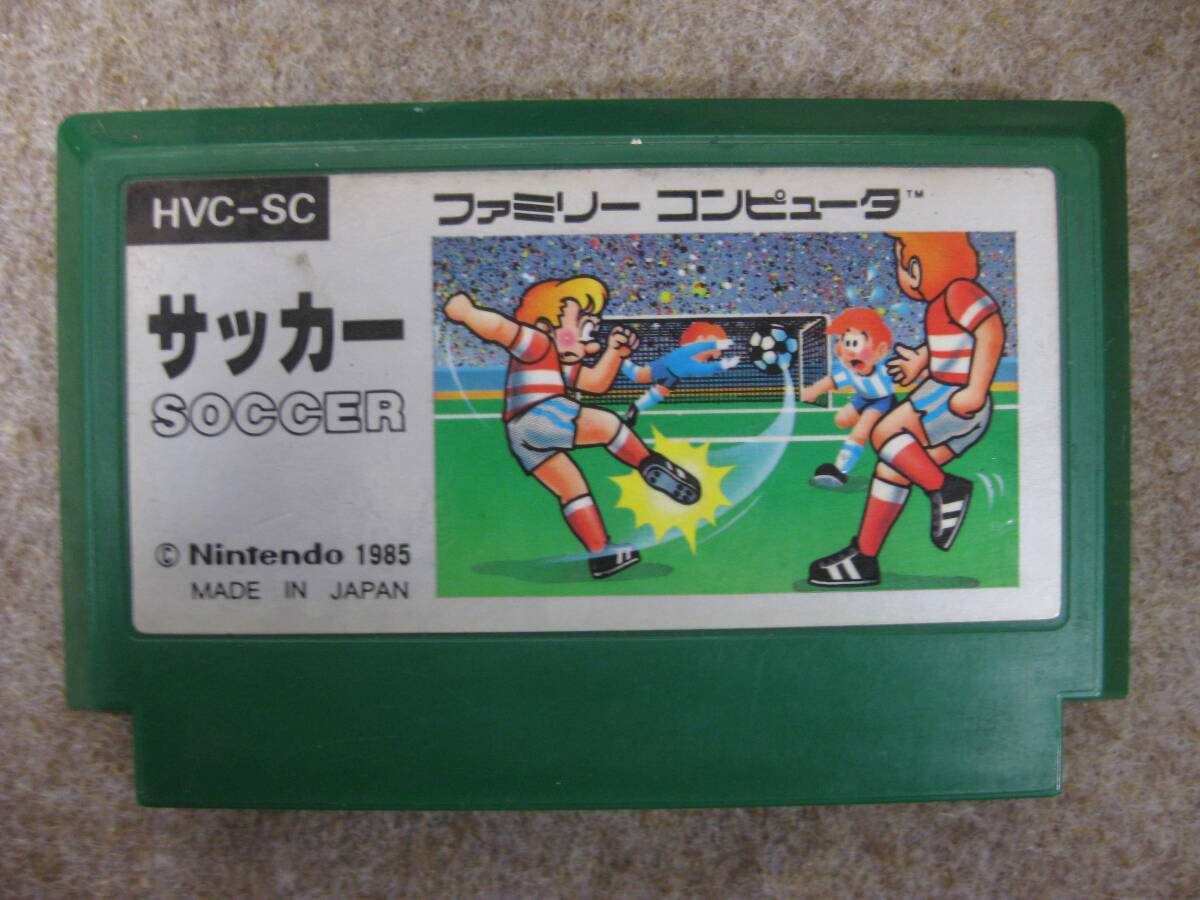 HVC-SC
ファミリー コンピュータ™
サッカー
SOCCER
© Nintendo 1985
MADE IN JAPAN